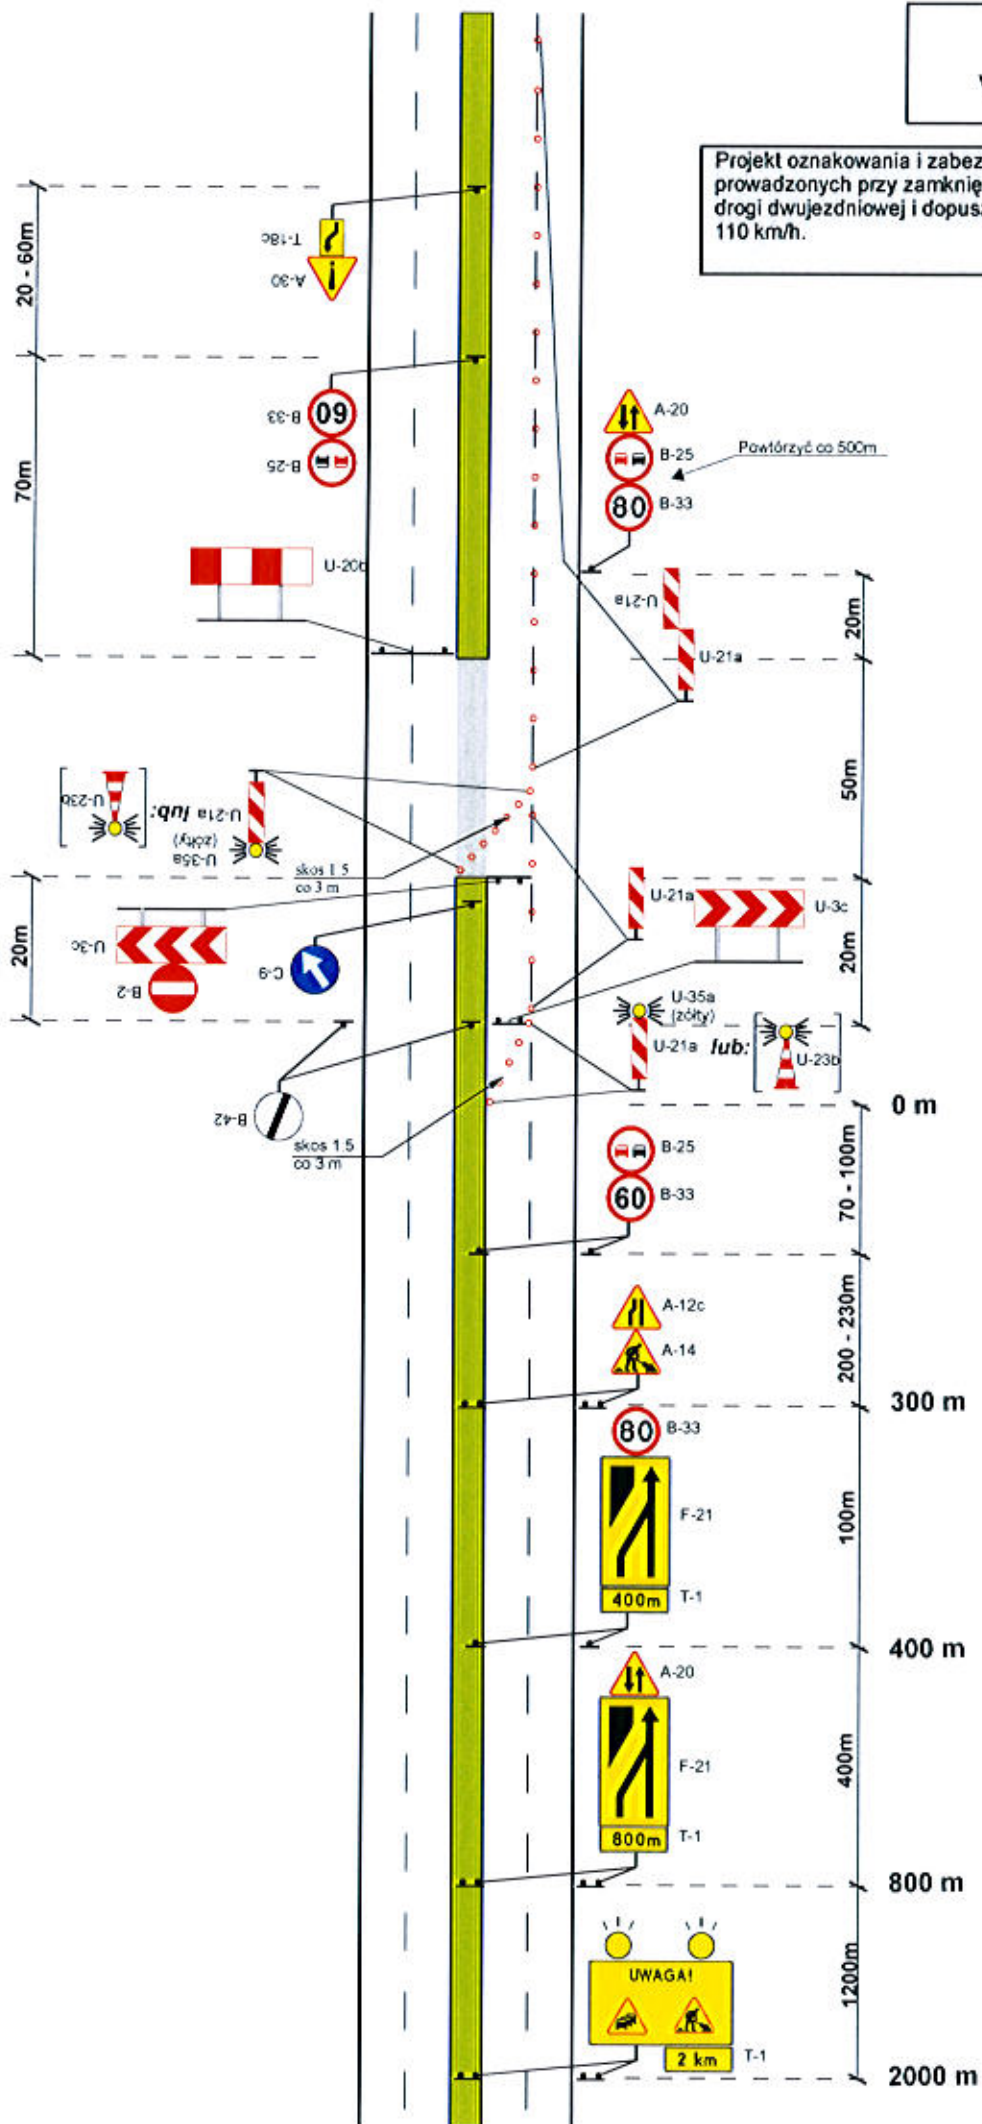 Projekt oznakowania i zabez
prowadzonych przy zamknię
drogi dwujezdniowej i dopus
110 km/h.
20 - 60m
T-18c
A-30
70m
B-33
60
B-25
A-20
B-25
Powtórzyć co 500m
80
B-33
U-20b
U-21a
U-21a
20m
50m
U-23b
lub:
U-21a
U-35a
(żółty)
skos 1 5
co 3 m
20m
U-3c
B-2
C-9
U-21a
U-3c
20m
U-35a
(żółty)
U-21a
lub:
U-23b
B-42
skos 1.5
co 3 m
0 m
B-25
60
B-33
70 - 100m
A-12c
A-14
200 - 230m
300 m
80
B-33
F-21
400m
T-1
100m
400 m
A-20
F-21
800m
T-1
400m
800 m
UWAGA!
2 km
T-1
1200m
2000 m